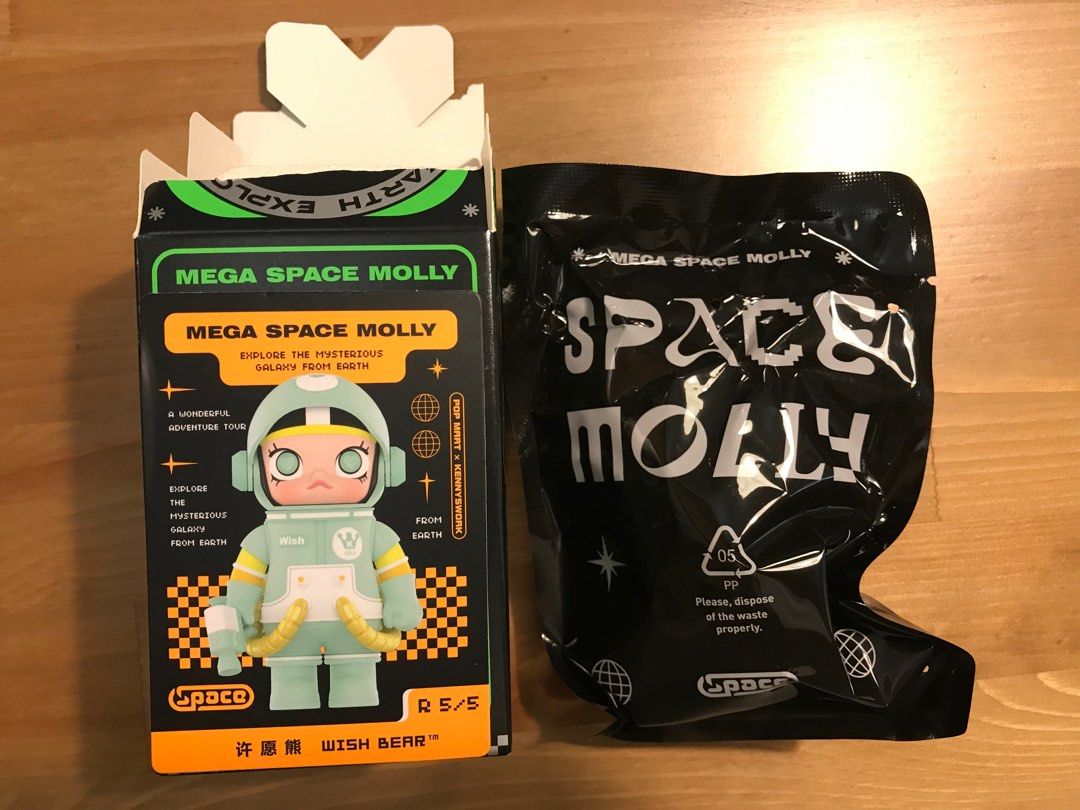 EARTH EXPLO
MEGA SPACE MOLLY
MEGA SPACE MOLLY
EXPLORE THE MYSTERIOUS
GALAXY FROM EARTH
A WONDERFUL
ADVENTURE TOUR
EXPLORE
THE
MYSTERIOUS
GALAXY
FROM EARTH
POP MART × KENNYSWORK
FROM
EARTH
Wish
K
Space
R 5/5
许愿熊 WISH BEAR™
MEGA SPACE MOLLY
SPACE
MOLLY
05
PP
Please, dispose
of the waste
properly.
Space